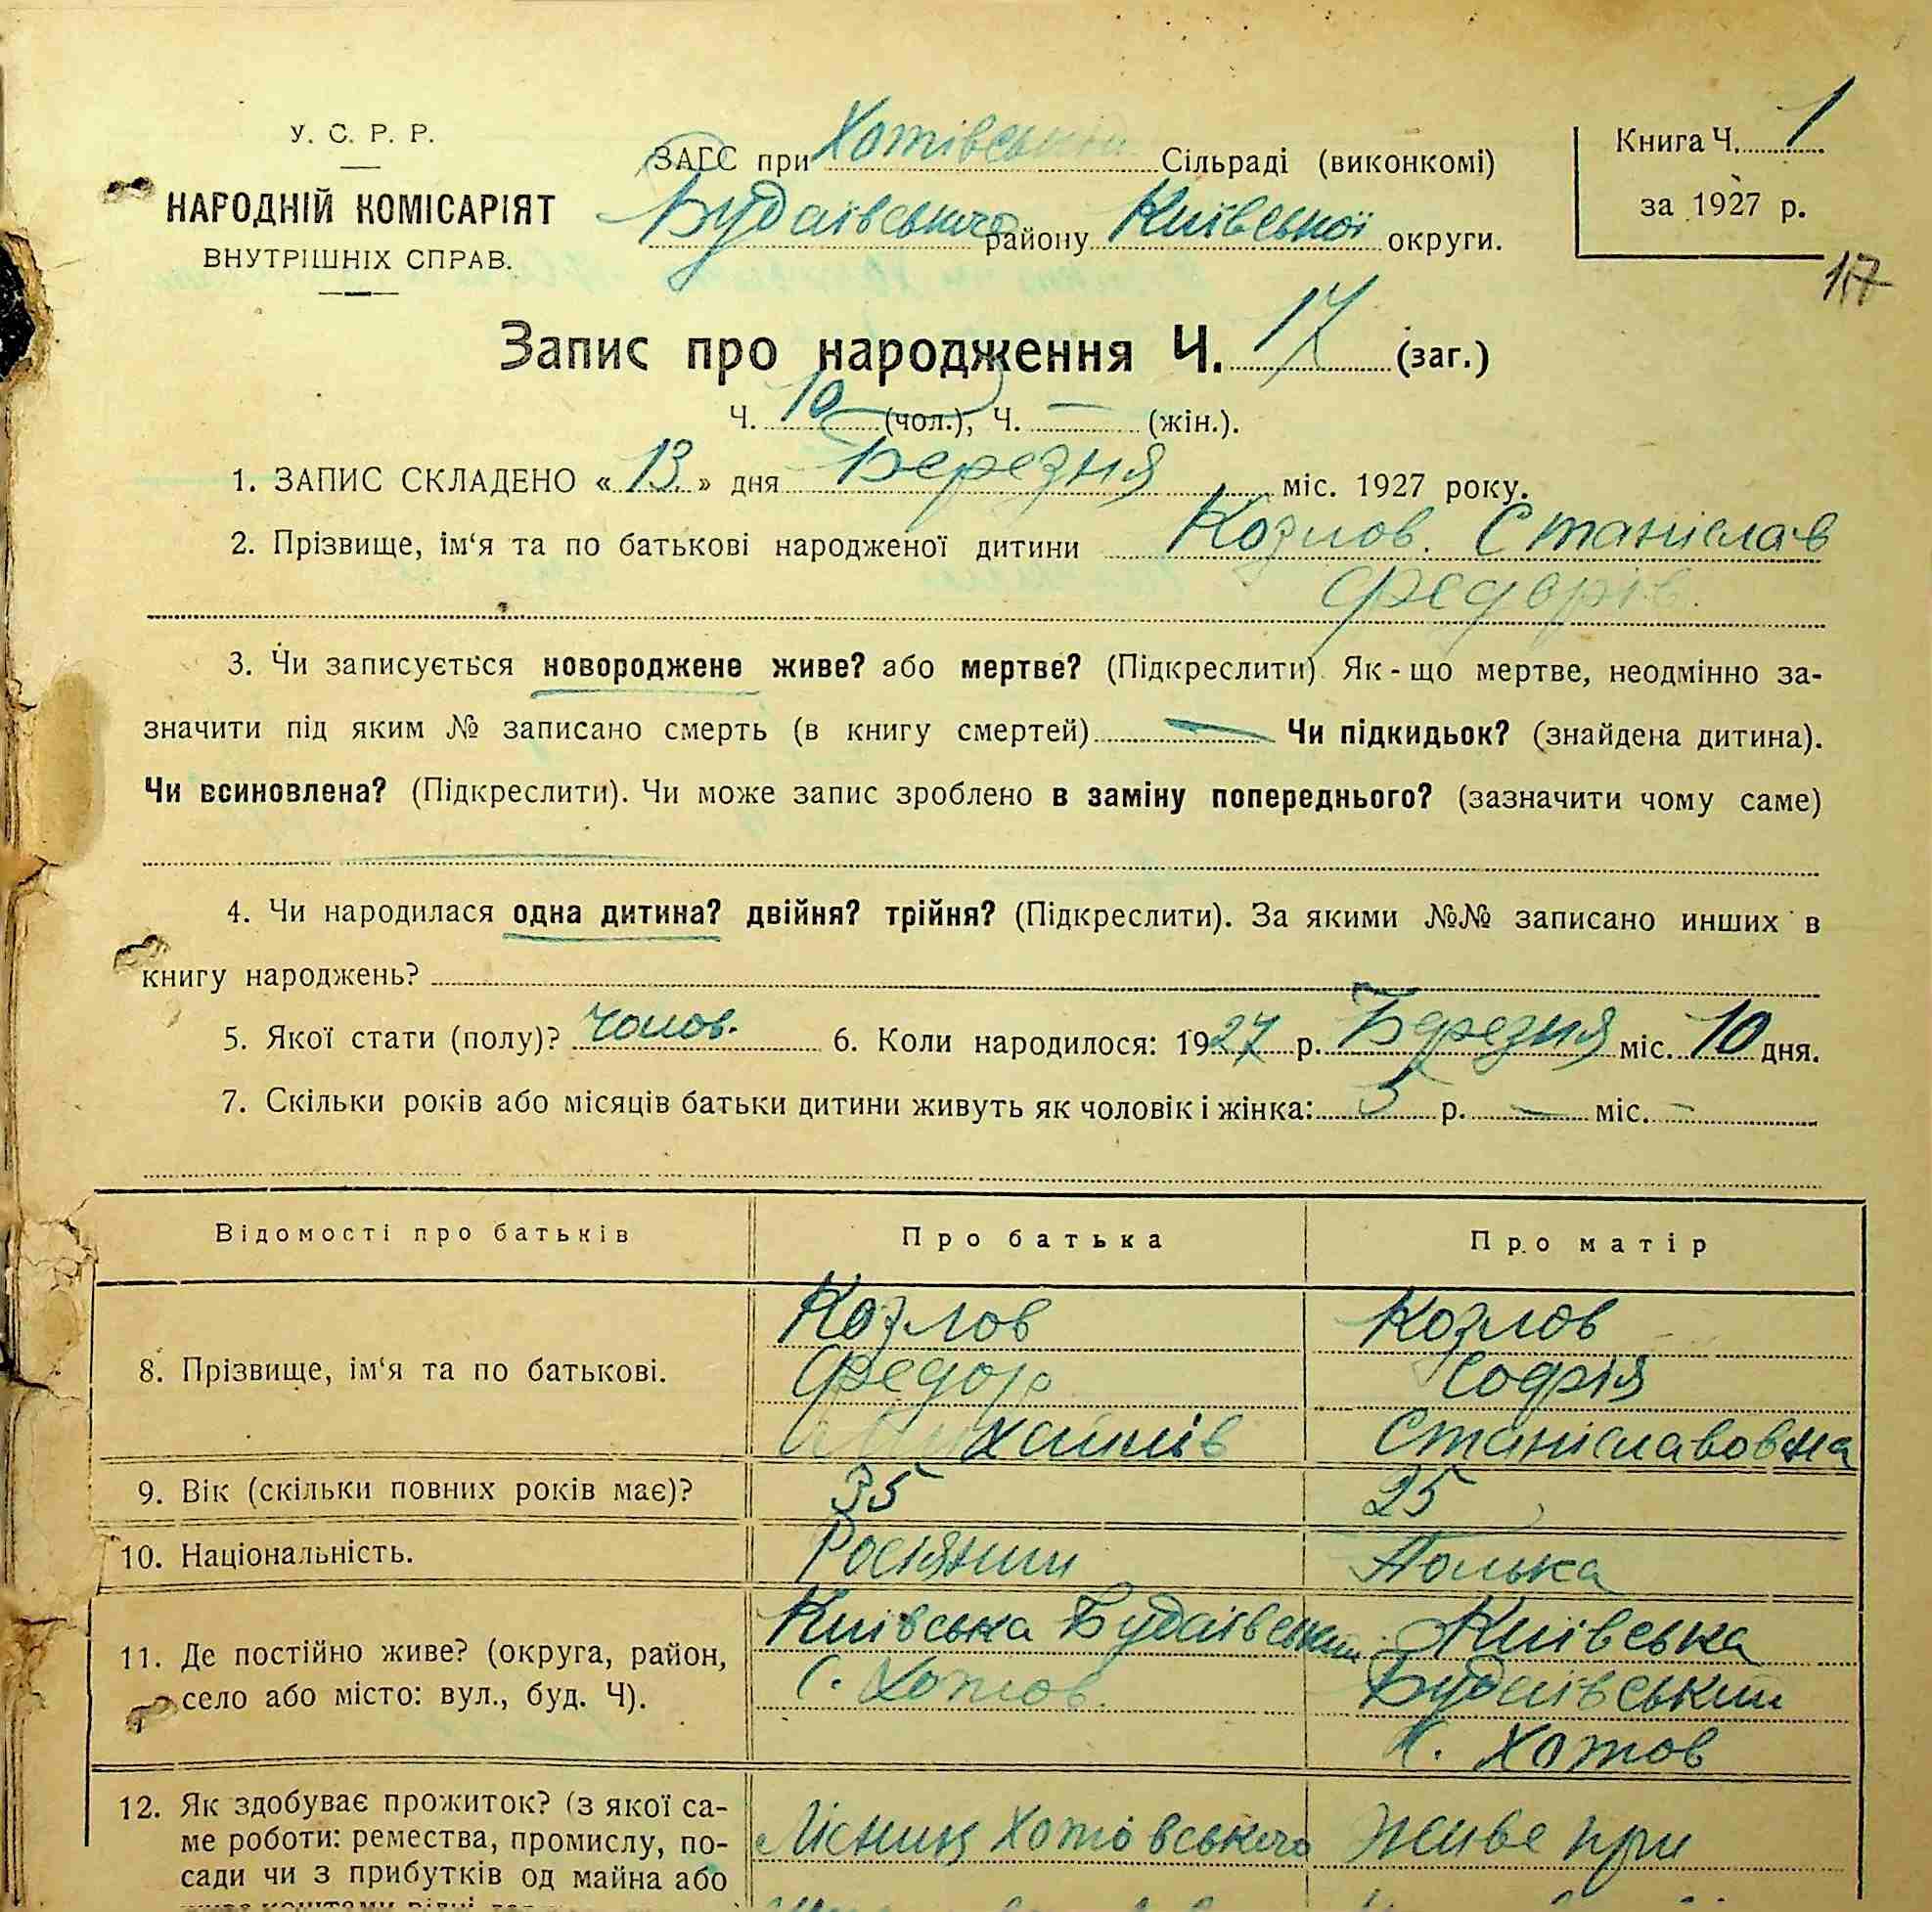 У. С. Р. Р.
НАРОДНІЙ КОМІСАРІЯТ
ВНУТРІШНІХ СПРАВ.
ЗАГС при Хотівській Сільраді (виконкомі)
Будаївського району Київської округи.
Книга Ч. 1
за 1927 р.
117
Запис про народження Ч. 17 (заг.)
Ч. 10 (чол.), Ч. — (жін.).
1. ЗАПИС СКЛАДЕНО «13» дня Березня міс. 1927 року.
2. Прізвище, ім‘я та по батькові народженої дитини Козлов. Станіслав
Федорів.
3. Чи записується новороджене живе? або мертве? (Підкреслити) Як-що мертве, неодмінно за-
значити під яким № записано смерть (в книгу смертей) — Чи підкидьок? (знайдена дитина).
Чи всиновлена? (Підкреслити). Чи може запис зроблено в заміну попереднього? (зазначити чому саме)
4. Чи народилася одна дитина? двійня? трійня? (Підкреслити). За якими №№ записано инших в
книгу народжень?
5. Якої стати (полу)? чолов. 6. Коли народилося: 1927 р. Березня міс. 10 дня.
7. Скільки років або місяців батьки дитини живуть як чоловік і жінка: 5 р. — міс. —
Відомості про батьків Про батька Про матір
8. Прізвище, ім‘я та по батькові.
Козлов
Федор
Михайлів
Козлов
Софія
Станіславовна
9. Вік (скільки повних років має)? 35 25
10. Національність. Росіянин Полька
11. Де постійно живе? (округа, район,
село або місто: вул., буд. Ч).
Київська Будаівський
с. Хотов.
Київська
Будаівський
с. Хотов
12. Як здобуває прожиток? (з якої са-
ме роботи: ремества, промислу, по-
сади чи з прибутків од майна або
Лісник Хотовського
Живе при